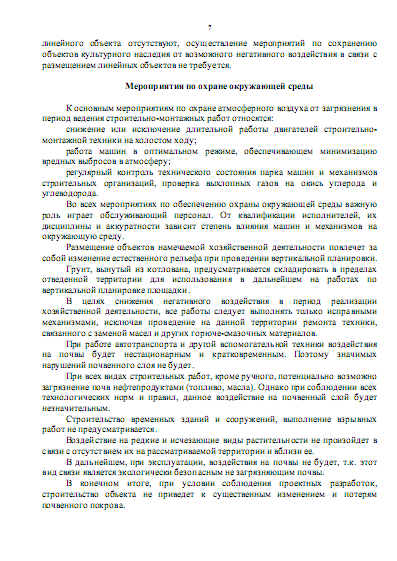 7
линейного объекта отсутствуют, осуществление мероприятий по сохранению
объектов культурного наследия от возможного негативного воздействия в связи с
размещением линейных объектов не требуется.
Мероприятия по охране окружающей среды
К основным мероприятиям по охране атмосферного воздуха от загрязнения в
период ведения строительно-монтажных работ относятся:
снижение или исключение длительной работы двигателей строительно-
монтажной техники на холостом ходу;
работа машин в оптимальном режиме, обеспечивающем минимизацию
вредных выбросов в атмосферу;
регулярный контроль технического состояния парка машин и механизмов
строительных организаций, проверка выхлопных газов на окись углерода и
углеводорода.
Во всех мероприятиях по обеспечению охраны окружающей среды важную
роль играет обслуживающий персонал. От квалификации исполнителей, их
дисциплины и аккуратности зависит степень влияния машин и механизмов на
окружающую среду.
Размещение объектов намечаемой хозяйственной деятельности повлечет за
собой изменение естественного рельефа при проведении вертикальной планировки.
Грунт, вынутый из котлована, предусматривается складировать в пределах
отведенной территории для использования в дальнейшем на работах по
вертикальной планировке площадки.
В целях снижения негативного воздействия в период реализации
хозяйственной деятельности, все работы следует выполнять только исправными
механизмами, исключая проведение на данной территории ремонта техники,
связанного с заменой масел и других горюче-смазочных материалов.
При работе автотранспорта и другой вспомогательной техники воздействия
на почвы будет нестационарным и кратковременным. Поэтому значимых
нарушений почвенного слоя не будет.
При всех видах строительных работ, кроме ручного, потенциально возможно
загрязнение почв нефтепродуктами (топливо, масла). Однако при соблюдении всех
технологических норм и правил, данное воздействие на почвенный слой будет
незначительным.
Строительство временных зданий и сооружений, выполнение взрывных
работ не предусматривается.
Воздействие на редкие и исчезающие виды растительности не произойдет в
связи с отсутствием их на рассматриваемой территории и вблизи ее.
В дальнейшем, при эксплуатации, воздействия на почвы не будет, т.к. этот
вид связи является экологически безопасным не загрязняющим почвы.
В конечном итоге, при условии соблюдения проектных разработок,
строительство объекта не приведет к существенным изменением и потерям
почвенного покрова.